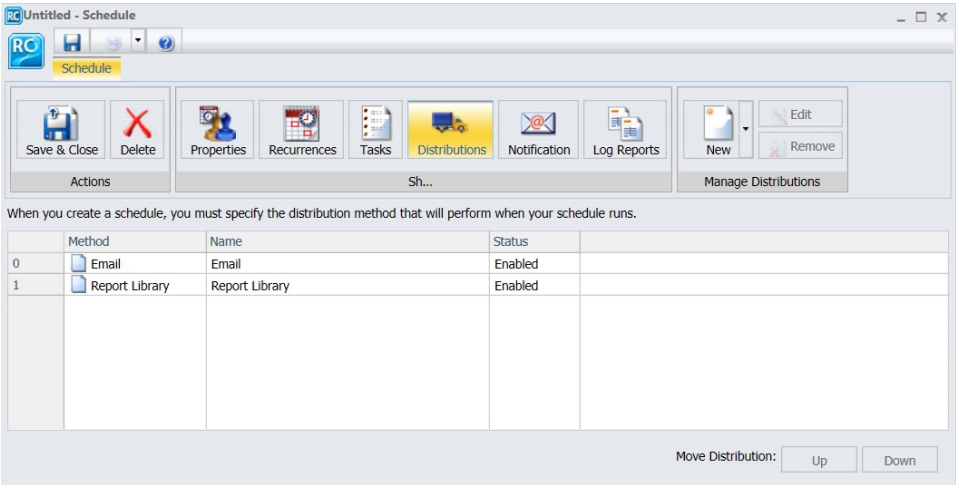 RC Untitled - Schedule
RC
Schedule
Save & Close Delete Properties Recurrences Tasks Distributions Notification Log Reports New Edit
Remove
Actions Sh... Manage Distributions
When you create a schedule, you must specify the distribution method that will perform when your schedule runs.
Method Name Status
0 Email Email Enabled
1 Report Library Report Library Enabled
Move Distribution: Up Down